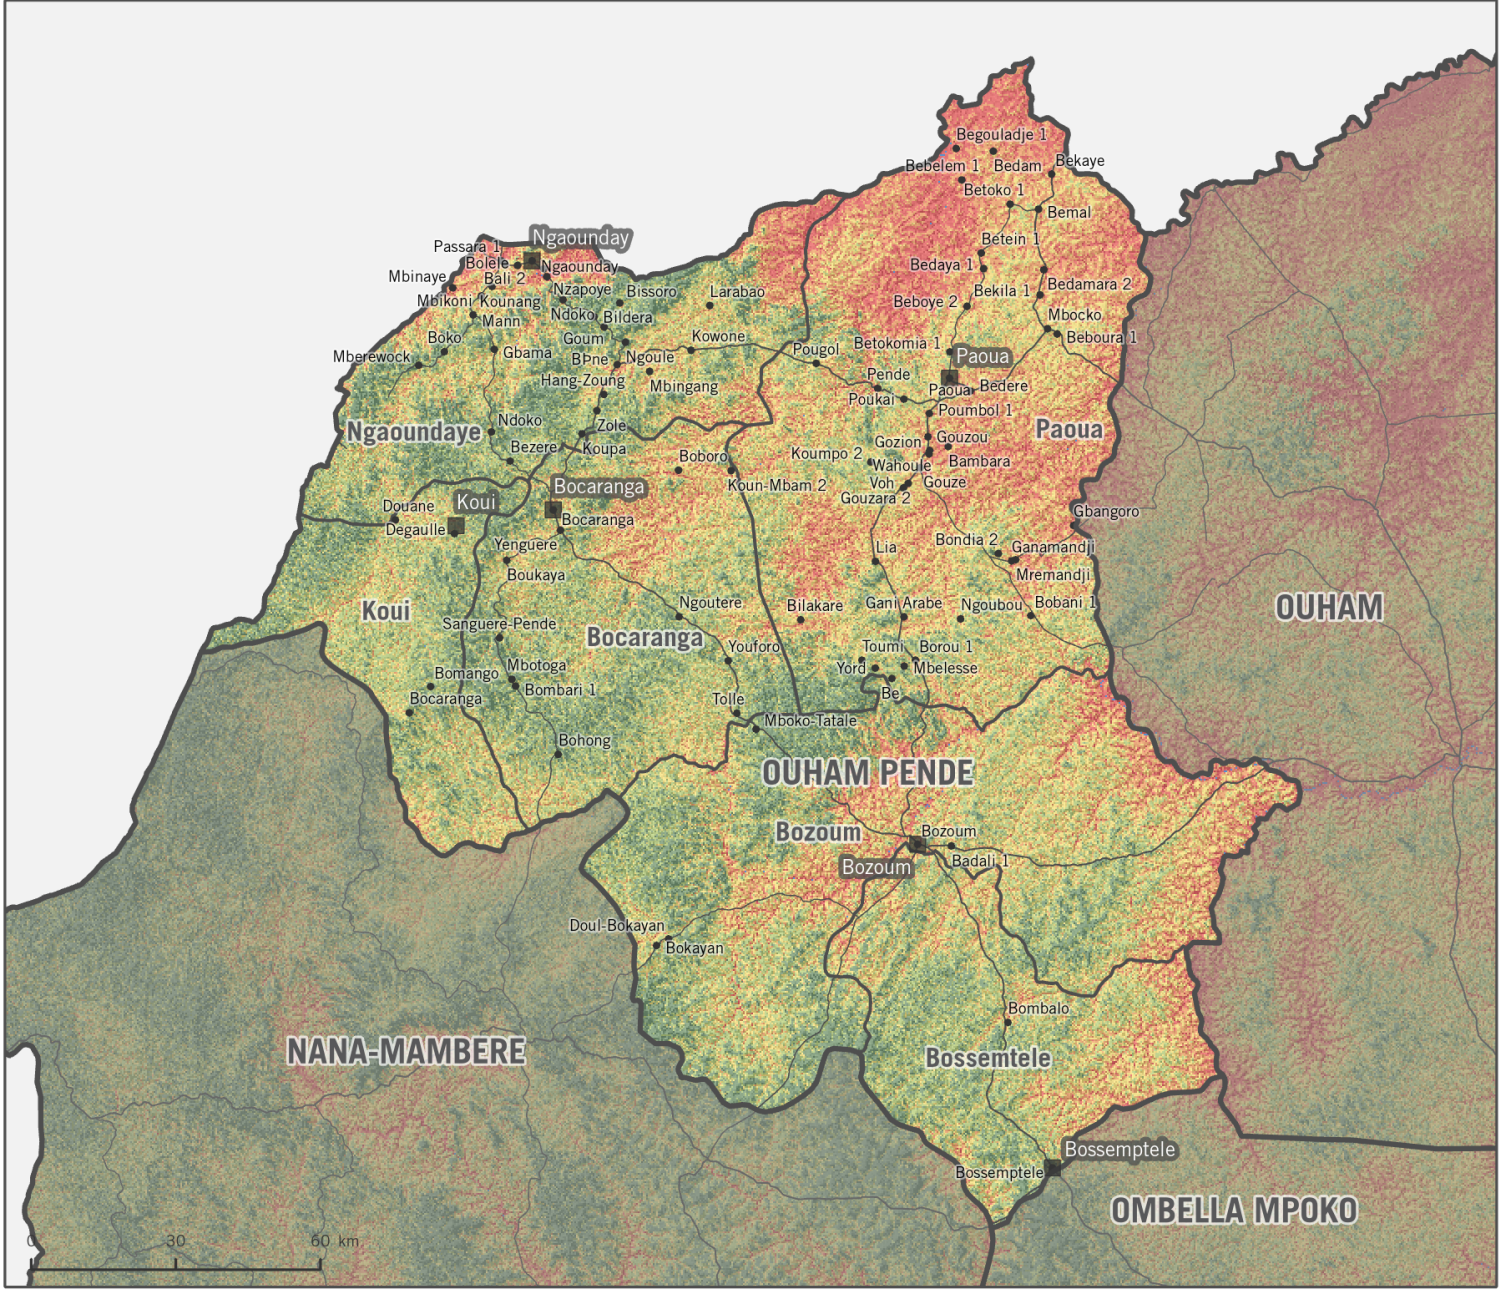 Begouladje 1
Bebelem 1
Bedam
Bekaye
Betoko 1
Bemal
Ngaounday
Passara 1
Bolele
Ngaounday
Betein 1
Bedaya 1
Mbinaye
Bali 2
Nzapoye
Bissoro
Larabao
Bekila 1
Bedamara 2
Mbikoni
Kounang
Beboye 2
Mann
Ndoko
Bildera
Mbocko
Boko
Goum
Kowone
Betokomia 1
Beboura 1
Mberewock
Gbama
BÞne
Ngoule
Pougol
Paoua
Hang-Zoung
Mbingang
Pende
Paoua
Bedere
Poukai
Poumbol 1
Ngaoundaye
Ndoko
Zole
Paoua
Bezere
Koupa
Gozion
Gouzou
Boboro
Koumpo 2
Wahoule
Bambara
Koun-Mbam 2
Voh
Gouze
Bocaranga
Koui
Gouzara 2
Douane
Gbangoro
Degaulle
Bocaranga
Yenguere
Lia
Bondia 2
Ganamandji
Boukaya
Mremandji
Koui
Ngoutere
Bilakare
Gani Arabe
Ngoubou
Bobani 1
OUHAM
Sanguere-Pende
Bocaranga
Youforo
Toumi
Borou 1
Mbotoga
Yord
Mbelesse
Bomango
Bombari 1
Be
Bocaranga
Tolle
Mboko-Tatale
Bohong
OUHAM PENDE
Bozoum
Bozoum
Badali 1
Bozoum
Doul-Bokayan
Bokayan
Bombalo
NANA-MAMBERE
Bossemtele
Bossemptele
Bossemptele
OMBELLA MPOKO
0 30 60 km